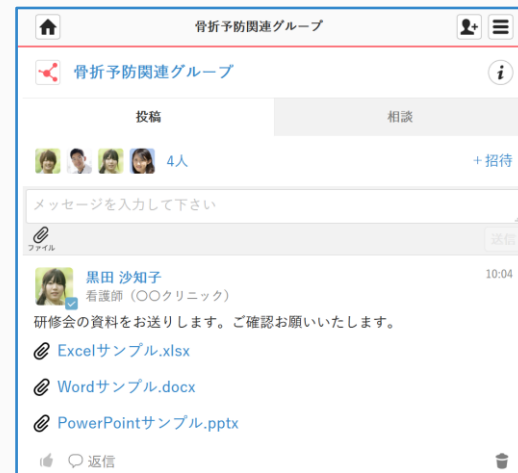 骨折予防関連グループ
骨折予防関連グループ
i
投稿
相談
4人
+招待
メッセージを入力して下さい
ファイル
送信
黒田 沙知子
10:04
看護師（〇〇クリニック）
研修会の資料をお送りします。ご確認お願いいたします。
Excelサンプル.xlsx
Wordサンプル.docx
PowerPointサンプル.pptx
返信